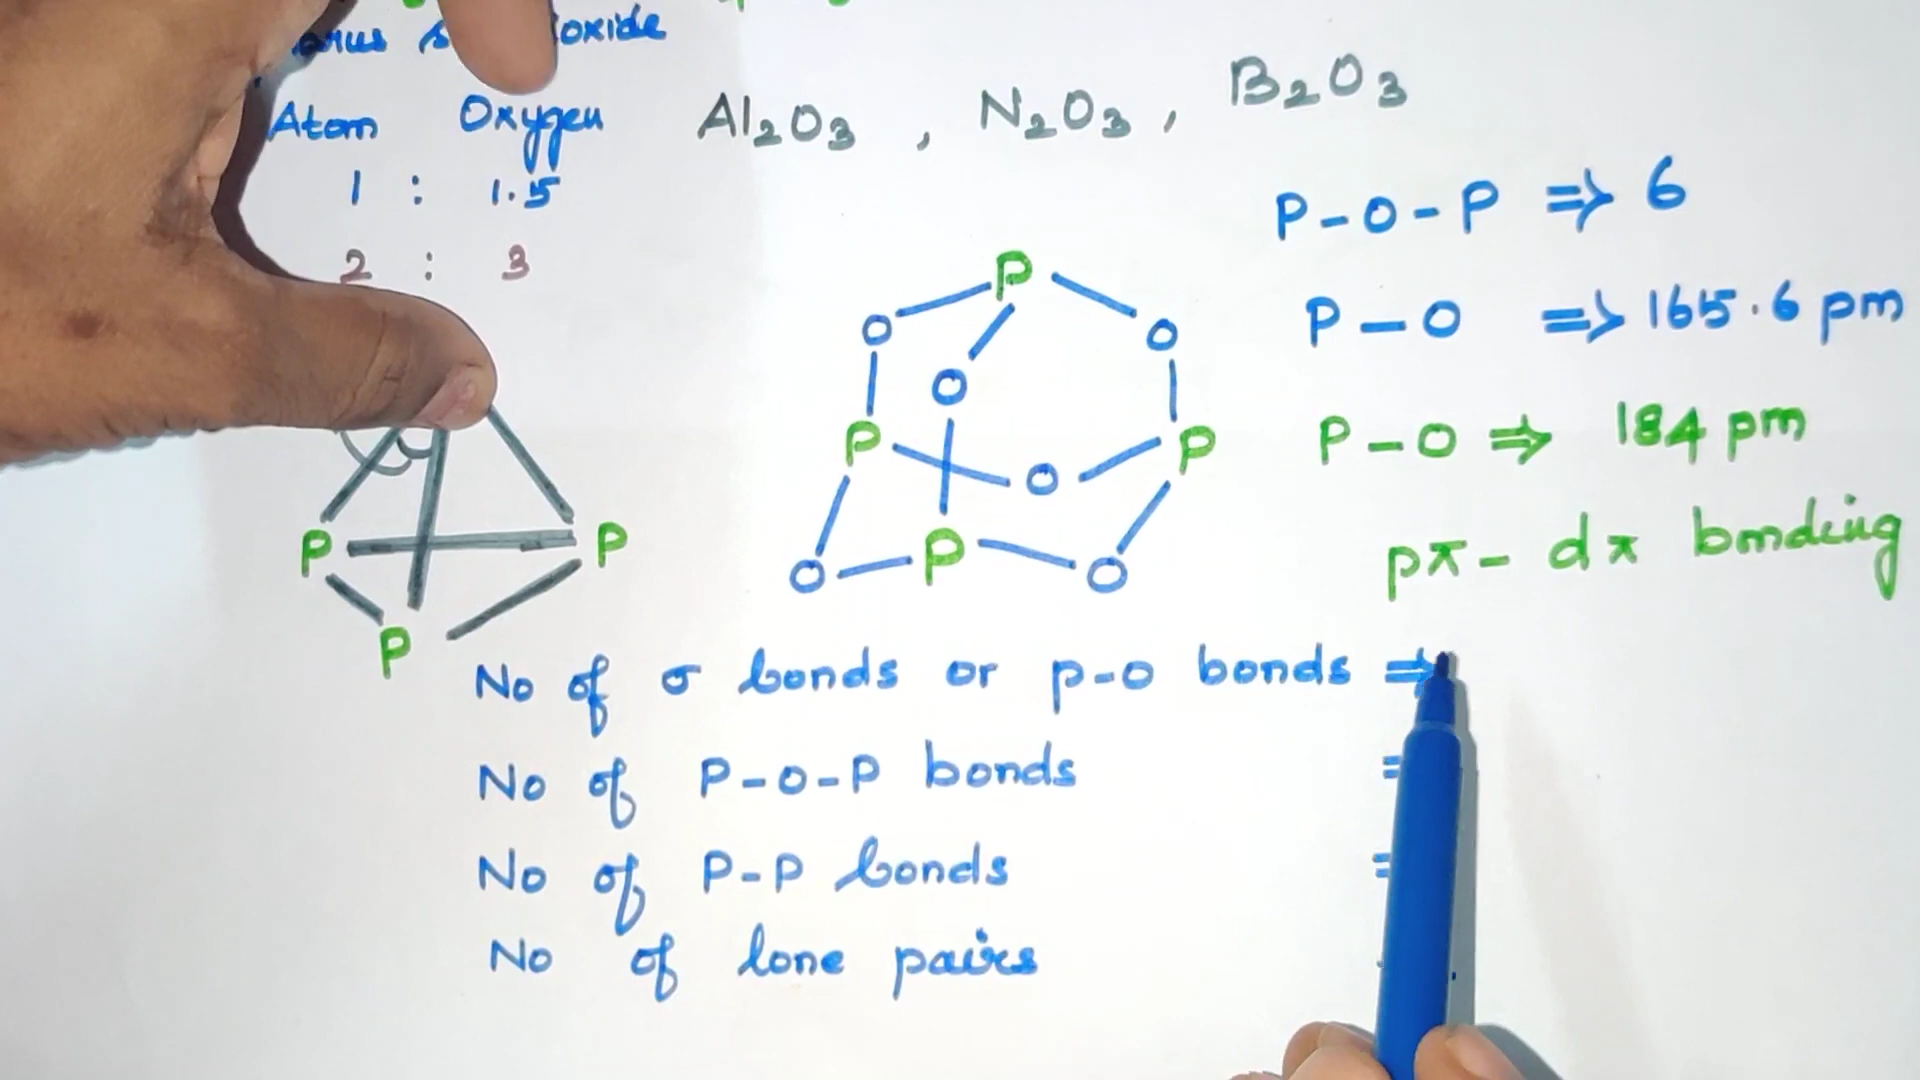 oxide
Atom Oxygen
1 : 1.5
2 : 3
Al2O3 , N2O3 , B2O3
P-O-P ⇒ 6
P-O ⇒ 165.6 pm
P-O ⇒ 184 pm
pπ - dπ bonding
P
O O
O
P P
O
O P O
P P
P
No of σ bonds or p-o bonds ⇒
No of P-O-P bonds =
No of P-P bonds =
No of lone pairs